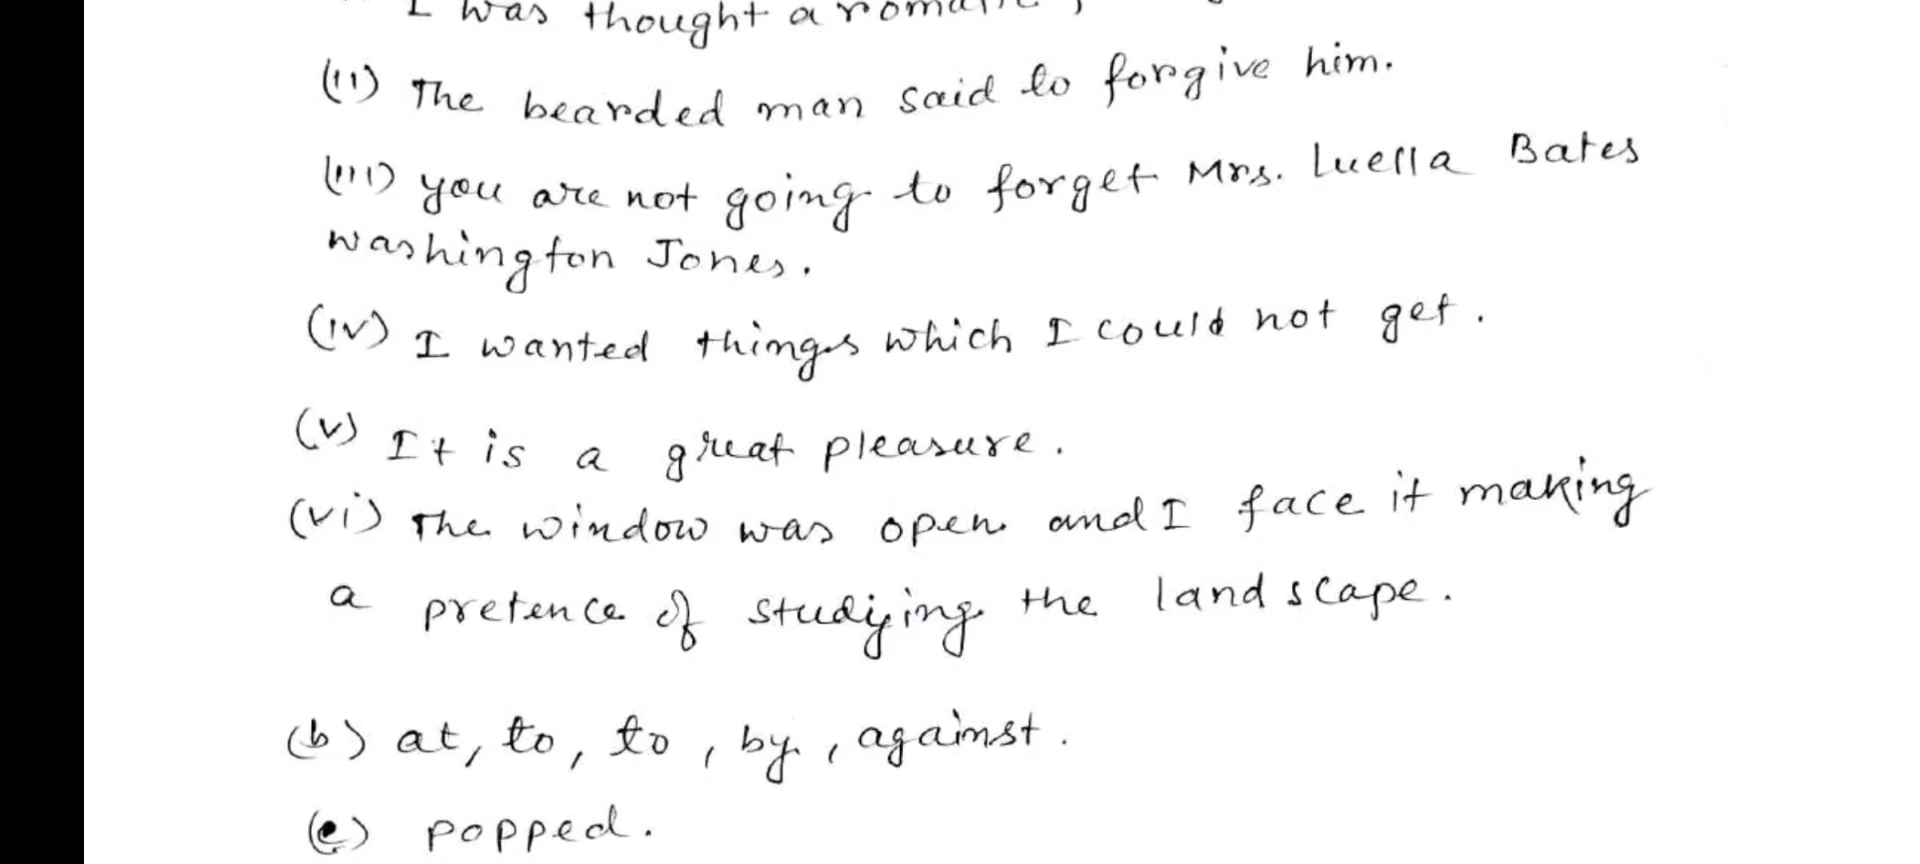 I was thought a
(ii) The bearded man said to forgive him.
(iii) you are not going to forget Mrs. Luella Bates
Washington Jones.
(iv) I wanted things which I could not get.
(v) It is a great pleasure.
(vi) The window was open and I face it making
a pretence of studying the landscape.
(b) at, to, to, by, against.
(c) popped.